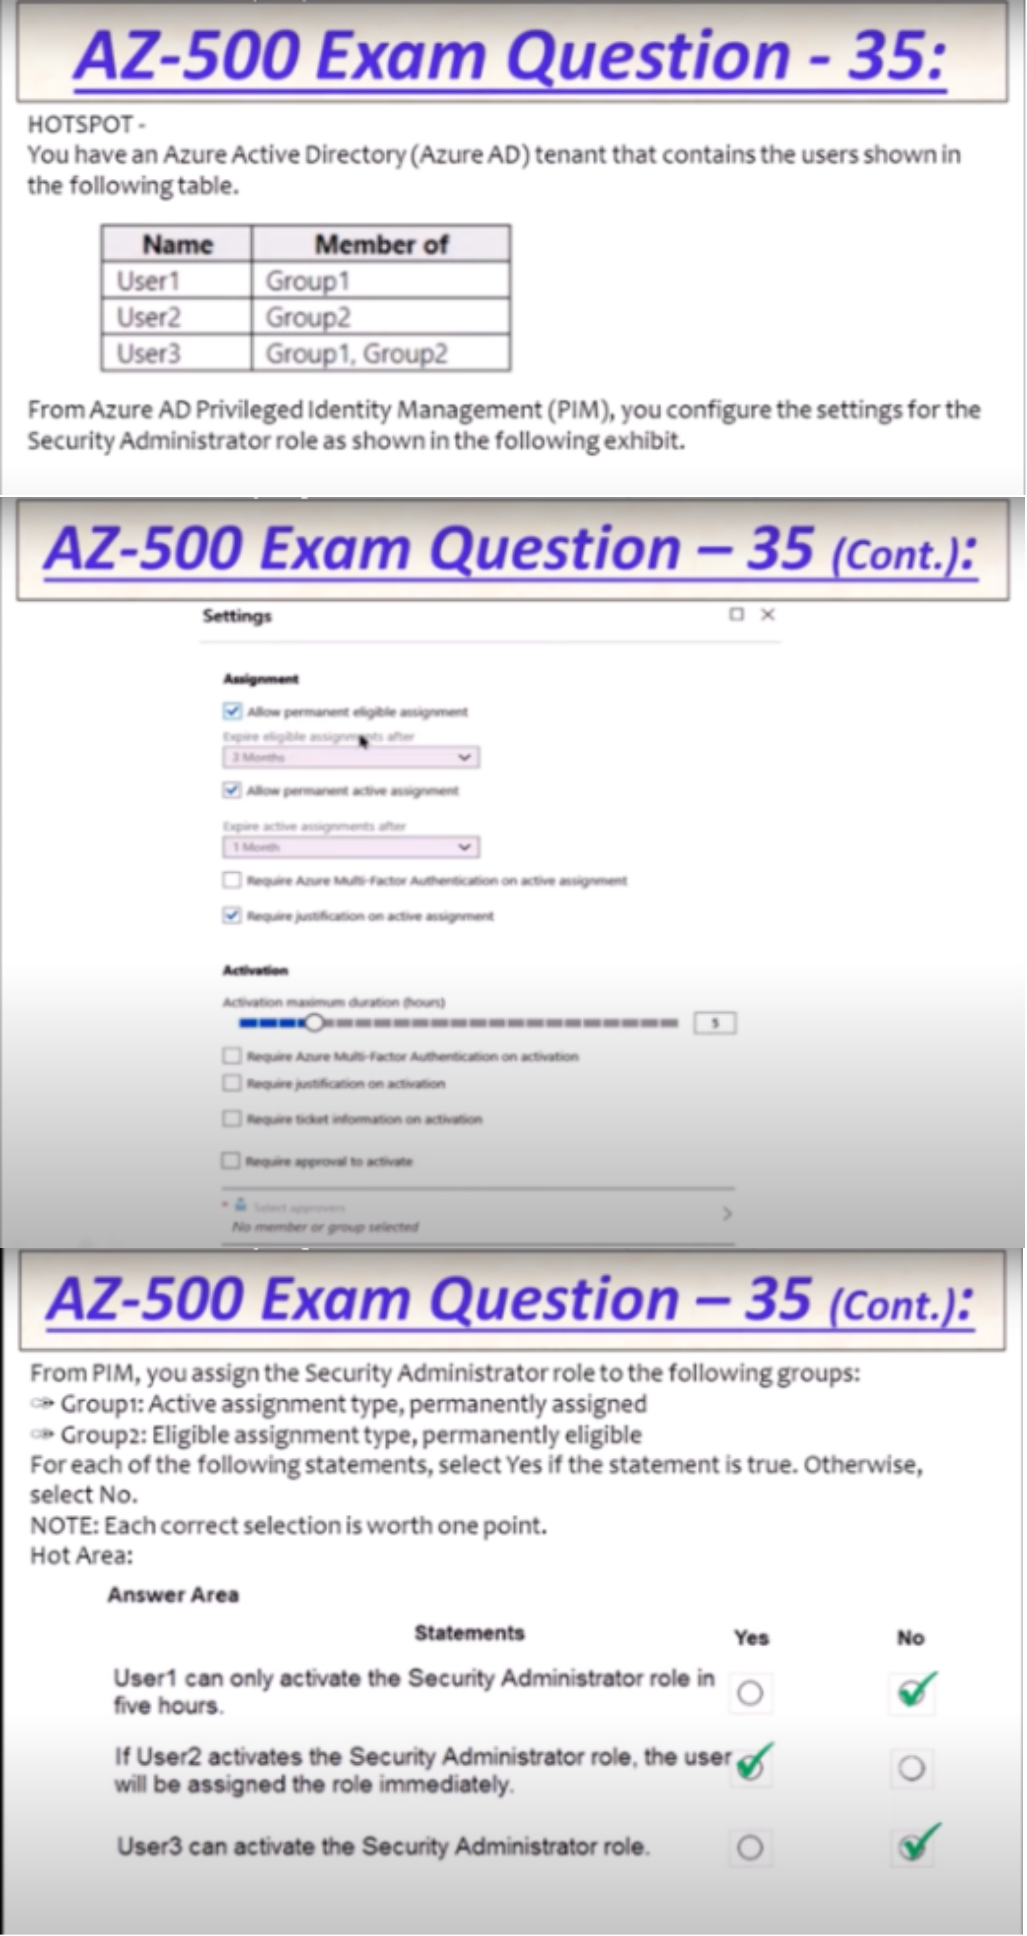 AZ-500 Exam Question - 35:
HOTSPOT -
You have an Azure Active Directory (Azure AD) tenant that contains the users shown in
the following table.
Name Member of
User1 Group1
User2 Group2
User3 Group1, Group2
From Azure AD Privileged Identity Management (PIM), you configure the settings for the
Security Administrator role as shown in the following exhibit.
AZ-500 Exam Question – 35 (Cont.):
Settings
Assignment
Allow permanent eligible assignment
Expire eligible assignments after
3 Months
Allow permanent active assignment
Expire active assignments after
1 Month
Require Azure Multi-Factor Authentication on active assignment
Require justification on active assignment
Activation
Activation maximum duration (hours)
5
Require Azure Multi-Factor Authentication on activation
Require justification on activation
Require ticket information on activation
Require approval to activate
* Select approvers
No member or group selected
AZ-500 Exam Question – 35 (Cont.):
From PIM, you assign the Security Administrator role to the following groups:
Group1: Active assignment type, permanently assigned
Group2: Eligible assignment type, permanently eligible
For each of the following statements, select Yes if the statement is true. Otherwise,
select No.
NOTE: Each correct selection is worth one point.
Hot Area:
Answer Area
Statements Yes No
User1 can only activate the Security Administrator role in
five hours.
If User2 activates the Security Administrator role, the user
will be assigned the role immediately.
User3 can activate the Security Administrator role.